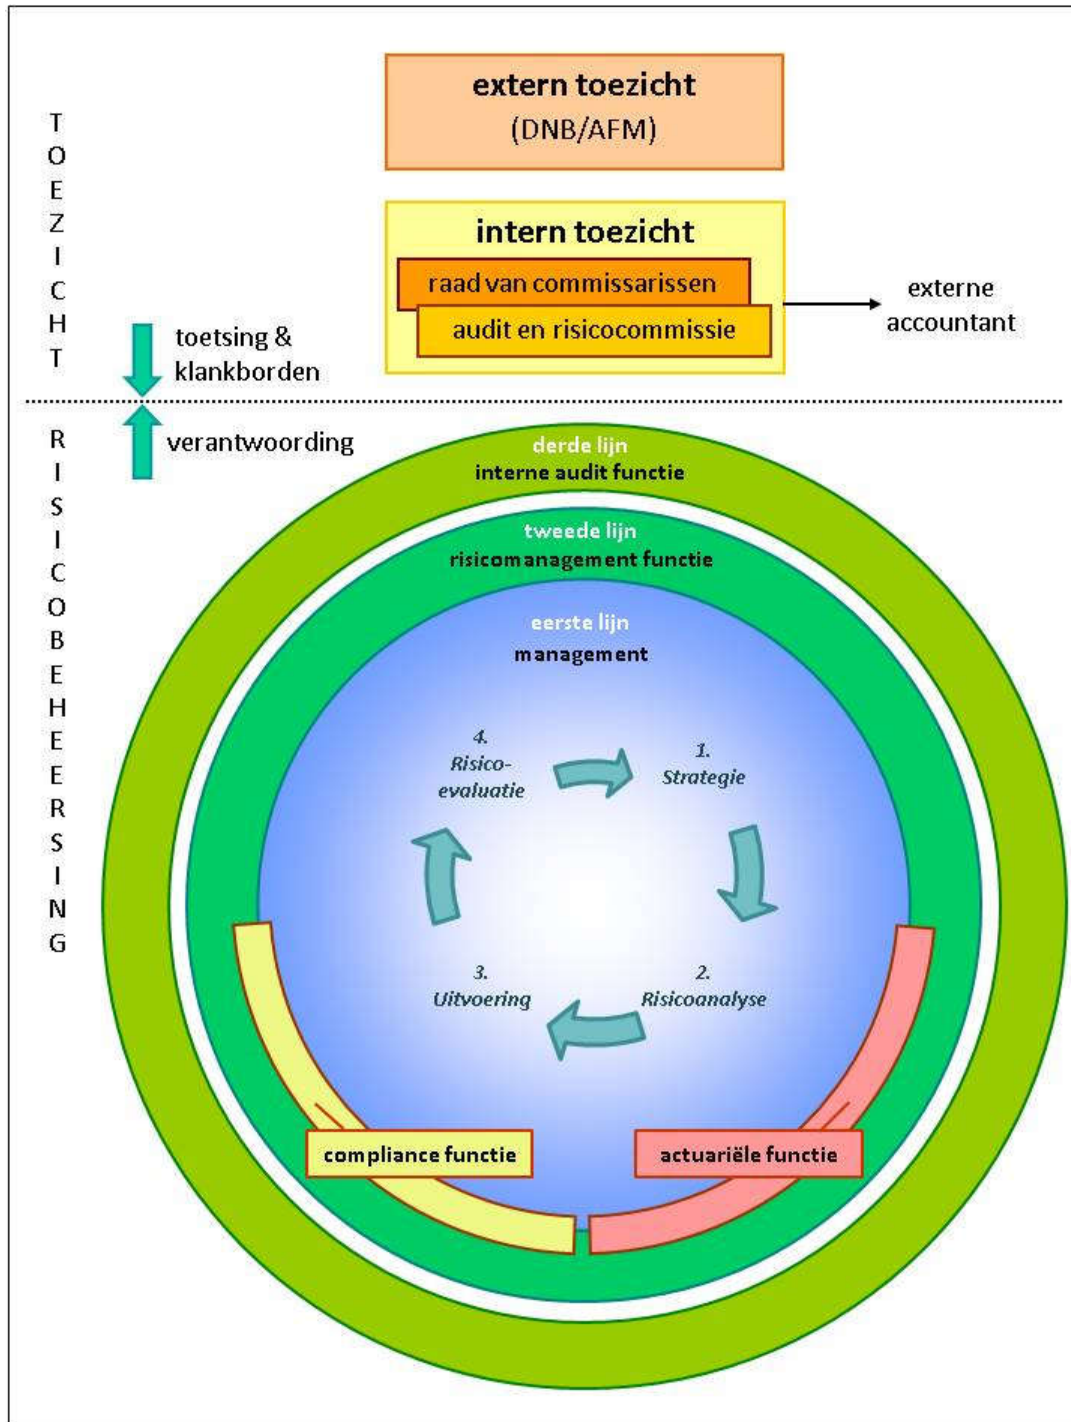 TOEZICHT
extern toezicht
(DNB/AFM)
intern toezicht
raad van commissarissen
audit en risicocommissie
externe
accountant
toetsing &
klankborden
RISICOBEHEERSING
verantwoording
derde lijn
interne audit functie
tweede lijn
risicomanagement functie
eerste lijn
management
1.
Strategie
2.
Risicoanalyse
3.
Uitvoering
4.
Risico-
evaluatie
compliance functie
actuariële functie